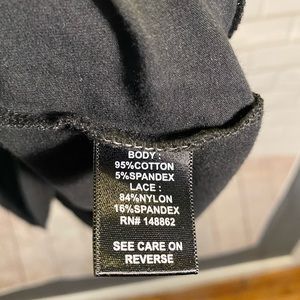 BODY :
95%COTTON
5%SPANDEX
LACE :
84%NYLON
16%SPANDEX
RN# 148862
SEE CARE ON
REVERSE